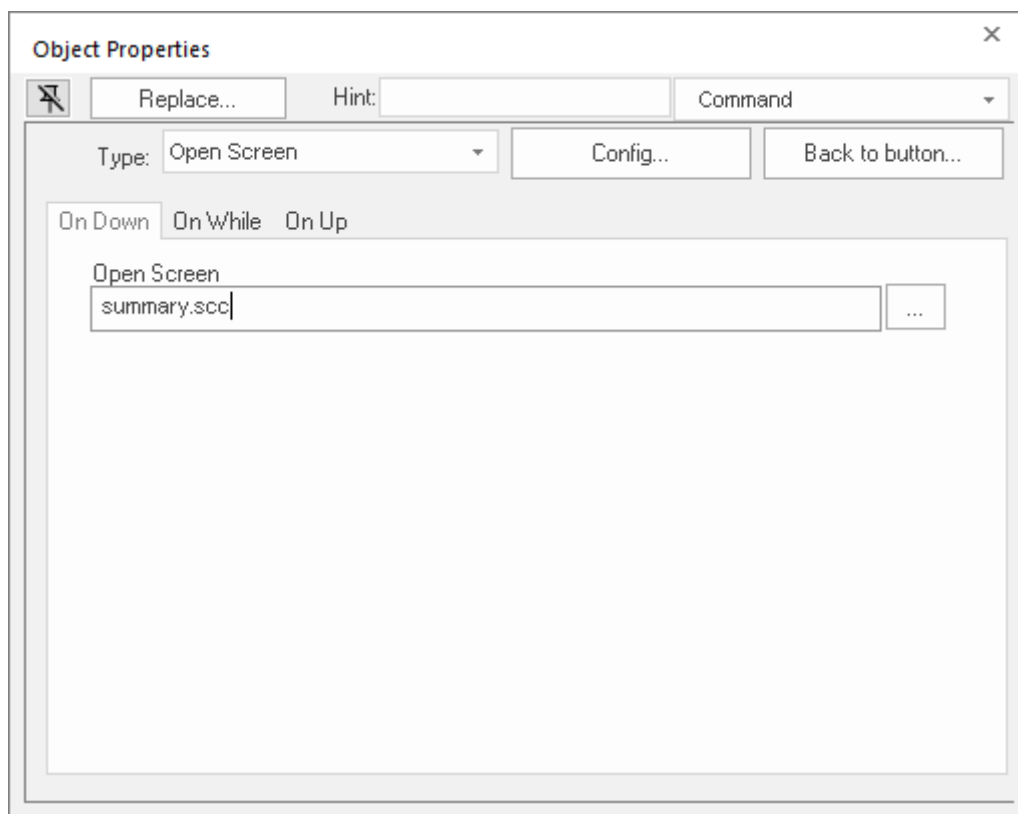 Object Properties
Replace... Hint: Command
Type: Open Screen Config... Back to button...
On Down On While On Up
Open Screen
summary.scc ...